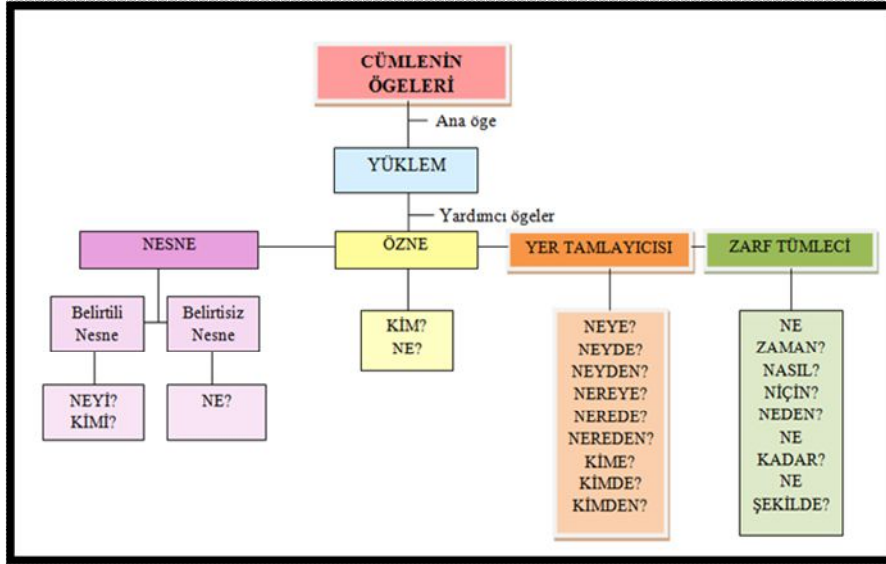 CÜMLENİN
ÖGELERİ
Ana öge
YÜKLEM
Yardımcı ögeler
NESNE
ÖZNE
YER TAMLAYICISI
ZARF TÜMLECİ
Belirtili
Nesne
Belirtisiz
Nesne
NEYİ?
KİMİ?
NE?
KİM?
NE?
NEYE?
NEYDE?
NEYDEN?
NEREYE?
NEREDE?
NEREDEN?
KİME?
KİMDE?
KİMDEN?
NE
ZAMAN?
NASIL?
NİÇİN?
NEDEN?
NE
KADAR?
NE
ŞEKİLDE?